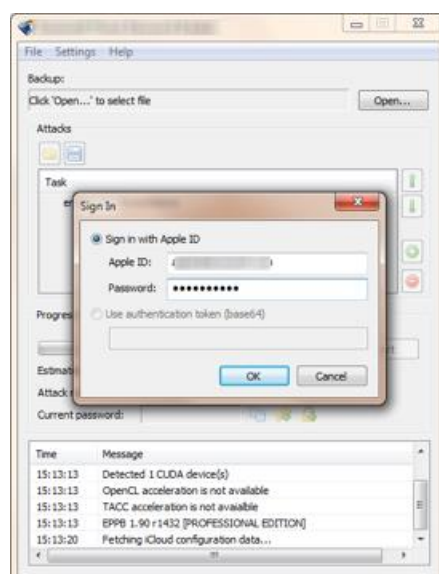 File Settings Help
Backup:
Click 'Open...' to select file
Open...
Attacks
Task
Sign In
Sign in with Apple ID
Apple ID:
Password: ●●●●●●●●●●
Use authentication token (base64)
OK Cancel
Current password:
Time Message
15:13:13 Detected 1 CUDA device(s)
15:13:13 OpenCL acceleration is not available
15:13:13 TACC acceleration is not avaialble
15:13:13 EPPB 1.90 r1432 [PROFESSIONAL EDITION]
15:13:20 Fetching iCloud configuration data...